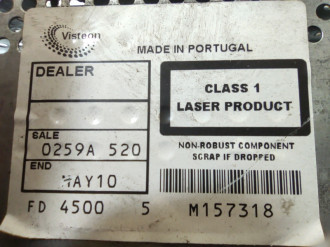 Visteon
MADE IN PORTUGAL
DEALER
CLASS 1
LASER PRODUCT
SALE
0259A 520
NON-ROBUST COMPONENT
SCRAP IF DROPPED
END
MAY10
FD 4500 5 M157318